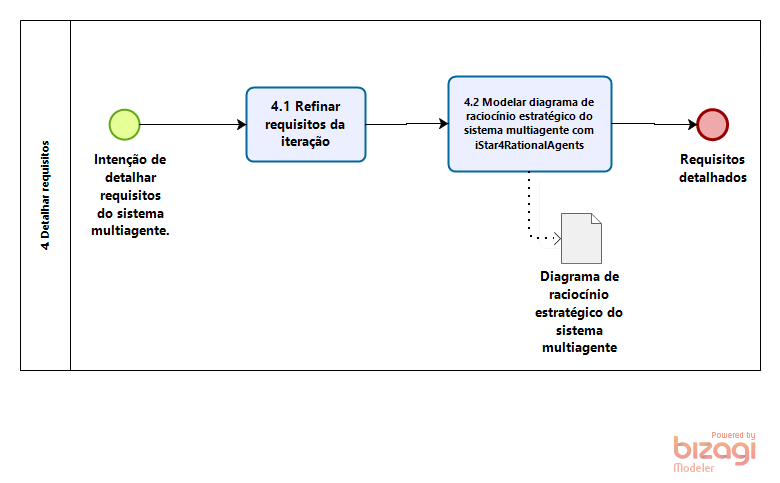 4 Detalhar requisitos
Intenção de
detalhar
requisitos
do sistema
multiagente.
4.1 Refinar
requisitos da
iteração
4.2 Modelar diagrama de
raciocínio estratégico do
sistema multiagente com
iStar4RationalAgents
Requisitos
detalhados
Diagrama de
raciocínio
estratégico do
sistema
multiagente
Powered by
bizagi
Modeler